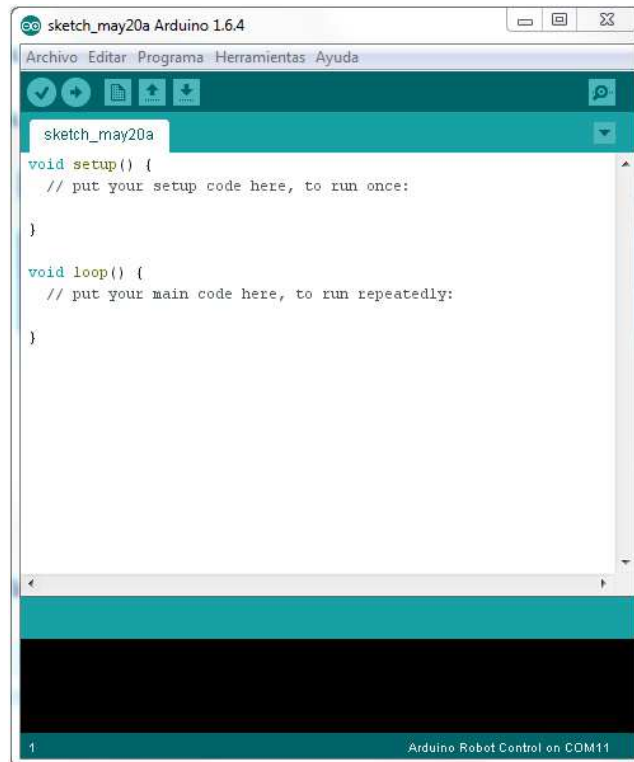 sketch_may20a Arduino 1.6.4
Archivo Editar Programa Herramientas Ayuda
sketch_may20a
void setup() {
// put your setup code here, to run once:
}
void loop() {
// put your main code here, to run repeatedly:
}
1 Arduino Robot Control on COM11